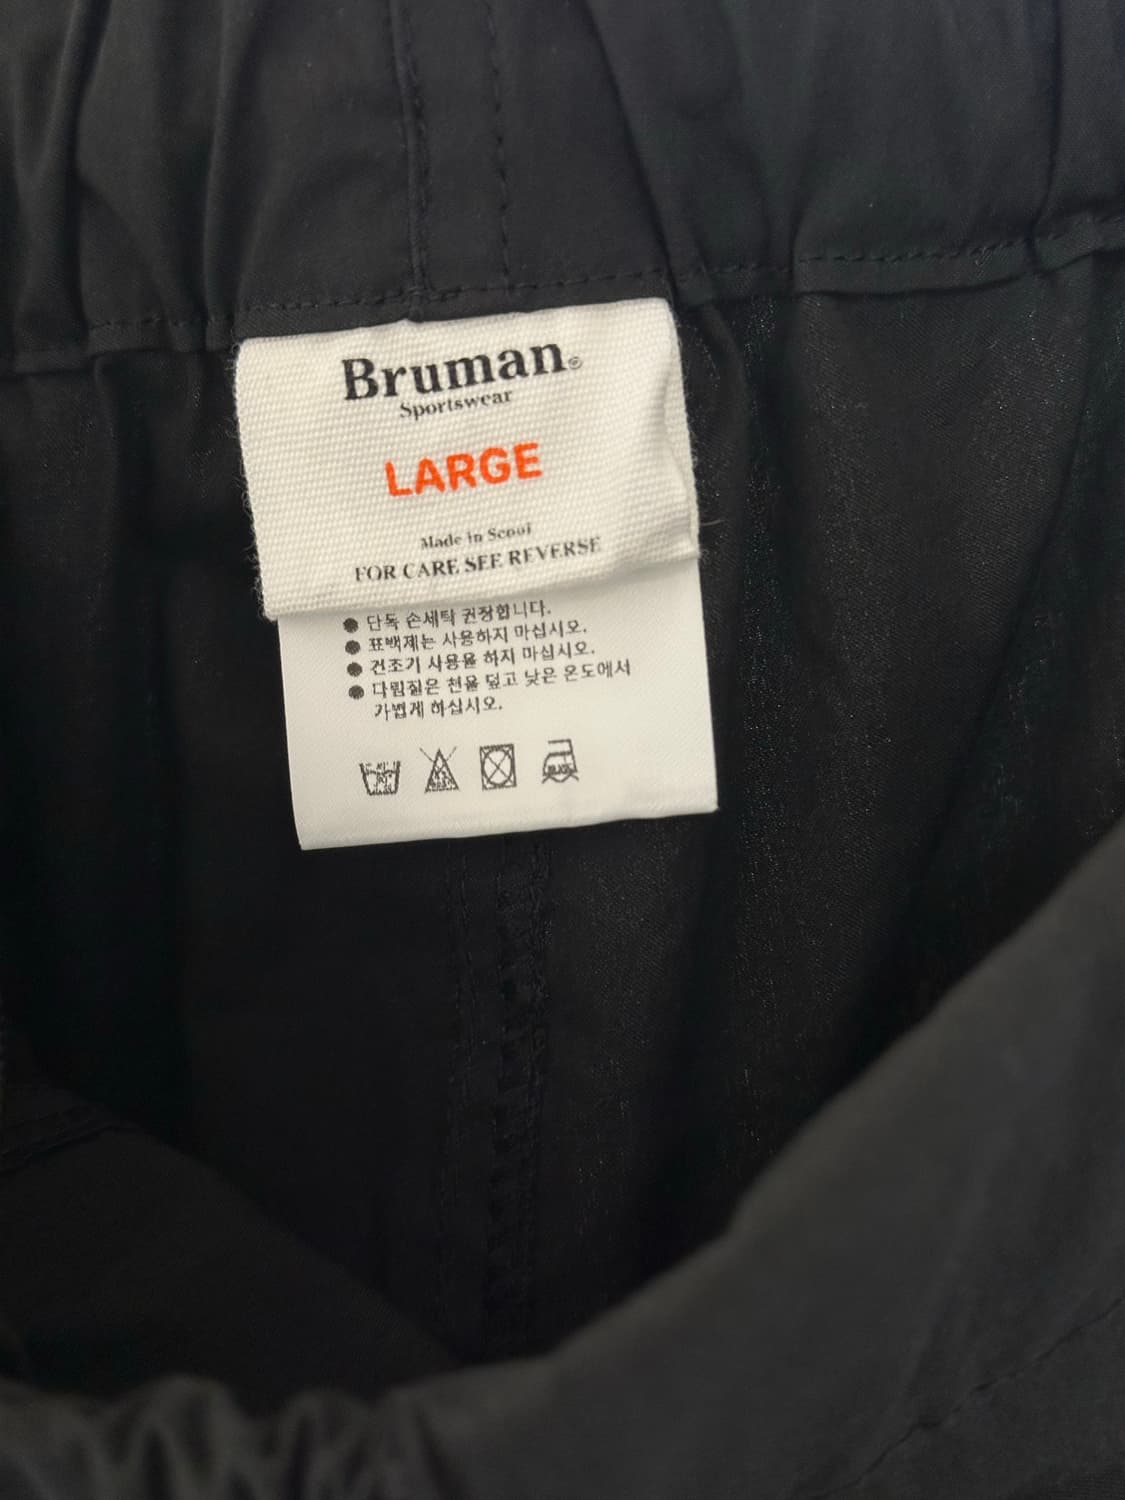 Bruman®
Sportswear
LARGE
Made in Seoul
FOR CARE SEE REVERSE
● 단독 손세탁 권장합니다.
● 표백제는 사용하지 마십시오.
● 건조기 사용을 하지 마십시오.
● 다림질은 천을 덮고 낮은 온도에서
가볍게 하십시오.